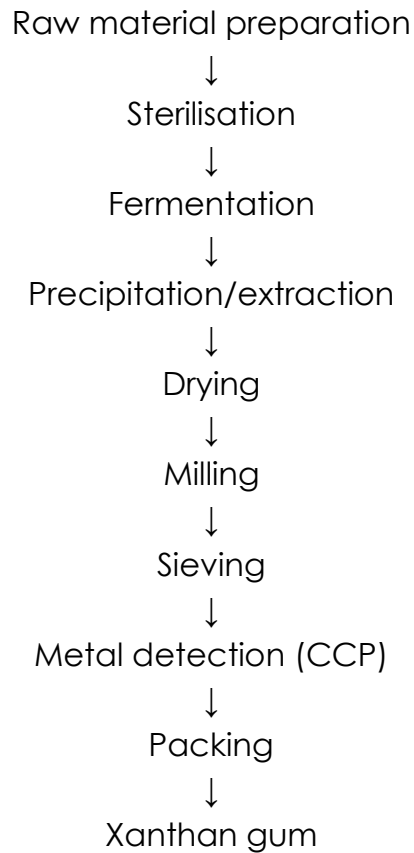 Raw material preparation
↓
Sterilisation
↓
Fermentation
↓
Precipitation/extraction
↓
Drying
↓
Milling
↓
Sieving
↓
Metal detection (CCP)
↓
Packing
↓
Xanthan gum